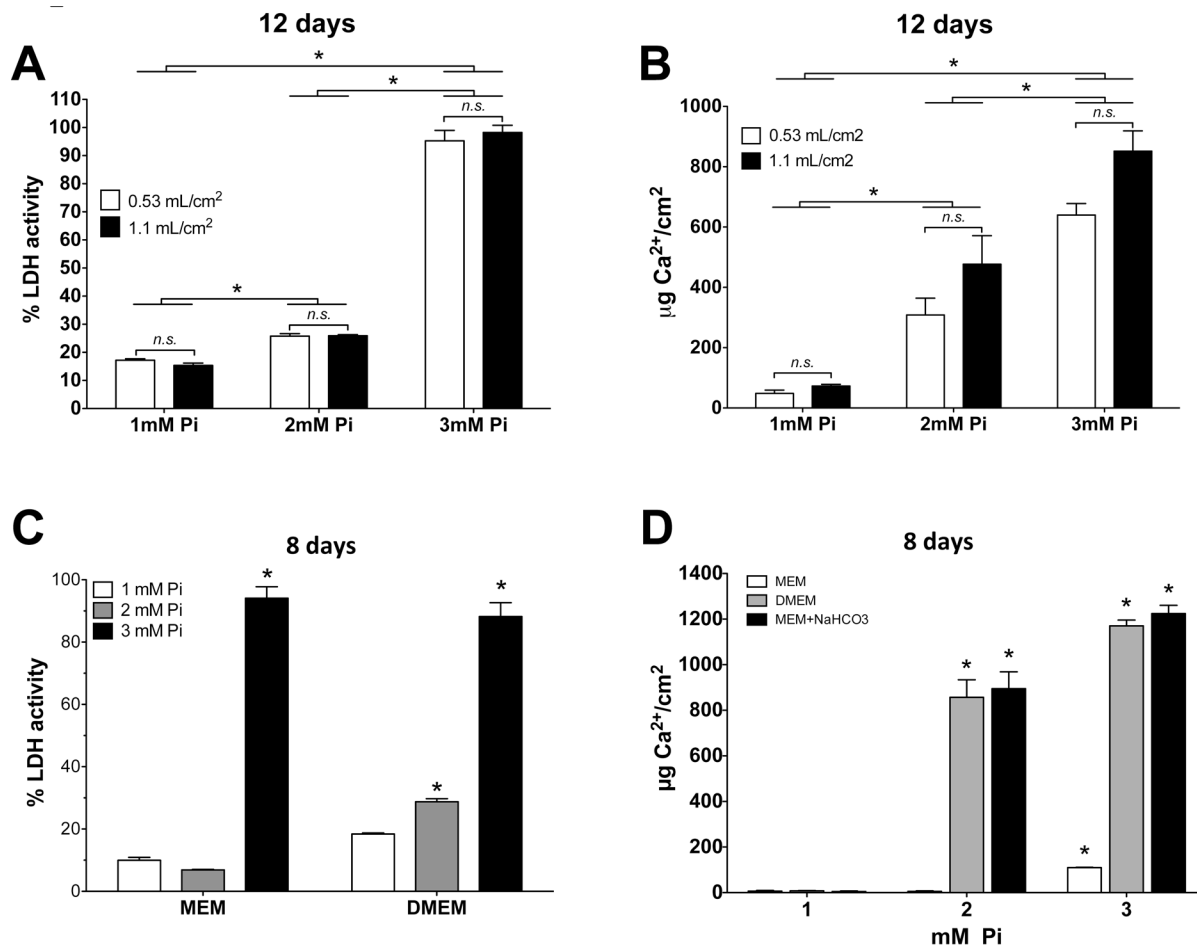 A
12 days
*
*
n.s.
110
100
90
80
70
60
50
40
30
20
10
0
% LDH activity
0.53 mL/cm²
1.1 mL/cm²
*
n.s.
n.s.
1mM Pi 2mM Pi 3mM Pi
B
12 days
*
*
n.s.
1000
800
600
400
200
0
µg Ca²⁺/cm²
0.53 mL/cm2
1.1 mL/cm2
*
n.s.
n.s.
1mM Pi 2mM Pi 3mM Pi
C
8 days
100
80
60
40
20
0
% LDH activity
1 mM Pi
2 mM Pi
3 mM Pi
*
*
*
MEM DMEM
D
8 days
1400
1200
1000
800
600
400
200
0
µg Ca²⁺/cm²
MEM
DMEM
MEM+NaHCO3
* *
* *
*
1 2 3
mM Pi